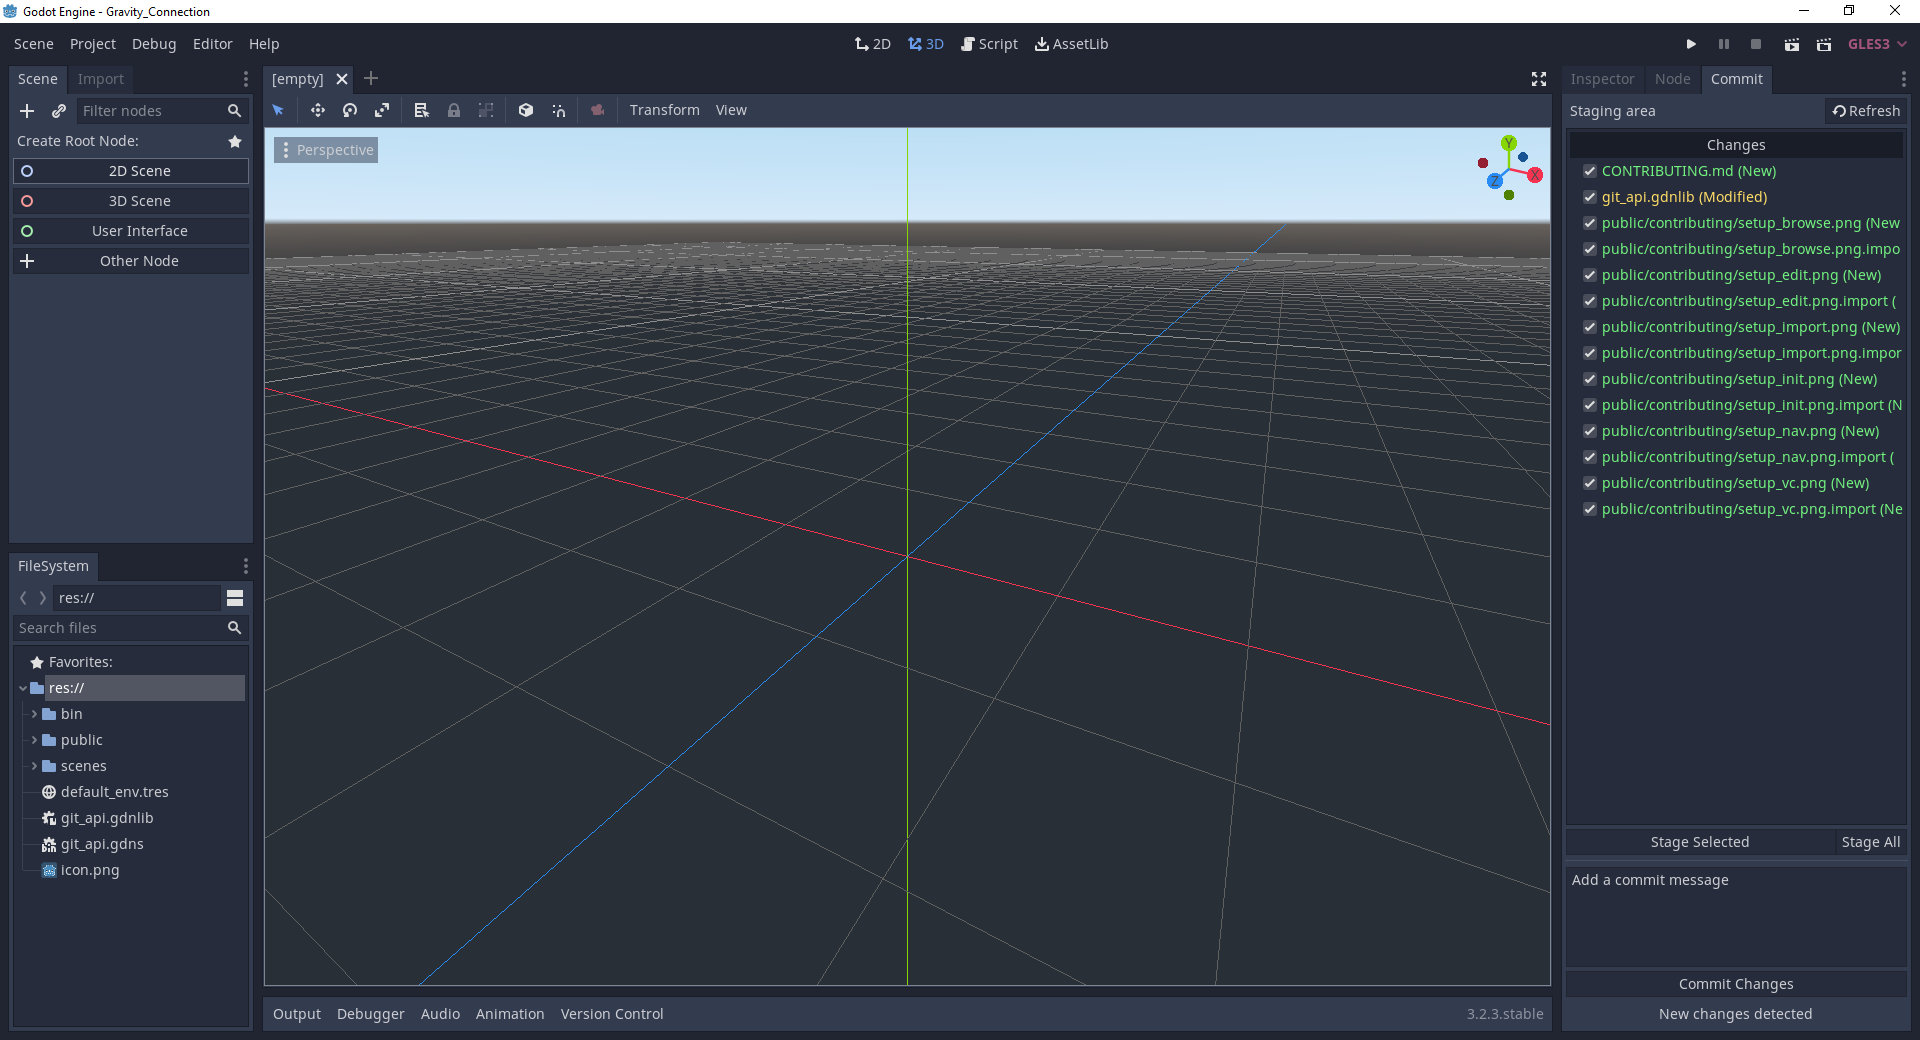 Godot Engine - Gravity_Connection
Scene Project Debug Editor Help
2D 3D Script AssetLib
GLES3
Scene Import
Filter nodes
Create Root Node:
2D Scene
3D Scene
User Interface
Other Node
FileSystem
res://
Search files
Favorites:
res://
bin
public
scenes
default_env.tres
git_api.gdnlib
git_api.gdns
icon.png
[empty]
Transform View
Perspective
Y
X
Z
Output Debugger Audio Animation Version Control
3.2.3.stable
Inspector Node Commit
Staging area
Refresh
Changes
CONTRIBUTING.md (New)
git_api.gdnlib (Modified)
public/contributing/setup_browse.png (New
public/contributing/setup_browse.png.impo
public/contributing/setup_edit.png (New)
public/contributing/setup_edit.png.import (
public/contributing/setup_import.png (New)
public/contributing/setup_import.png.impor
public/contributing/setup_init.png (New)
public/contributing/setup_init.png.import (N
public/contributing/setup_nav.png (New)
public/contributing/setup_nav.png.import (
public/contributing/setup_vc.png (New)
public/contributing/setup_vc.png.import (Ne
Stage Selected
Stage All
Add a commit message
Commit Changes
New changes detected